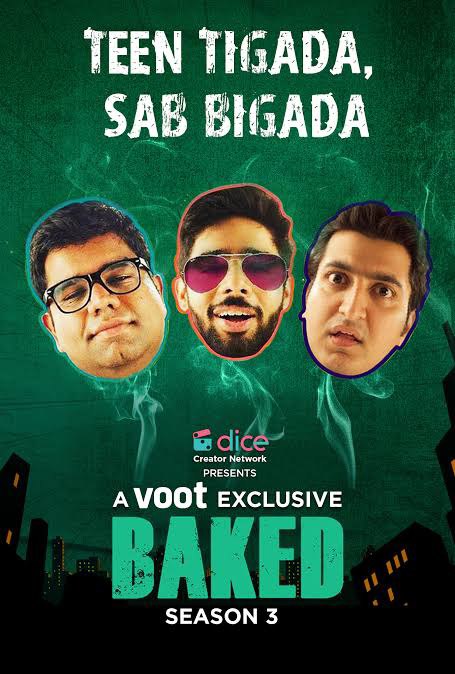 TEEN TIGADA,
SAB BIGADA
dice
Creator Network
PRESENTS
A VOOT EXCLUSIVE
BAKED
SEASON 3